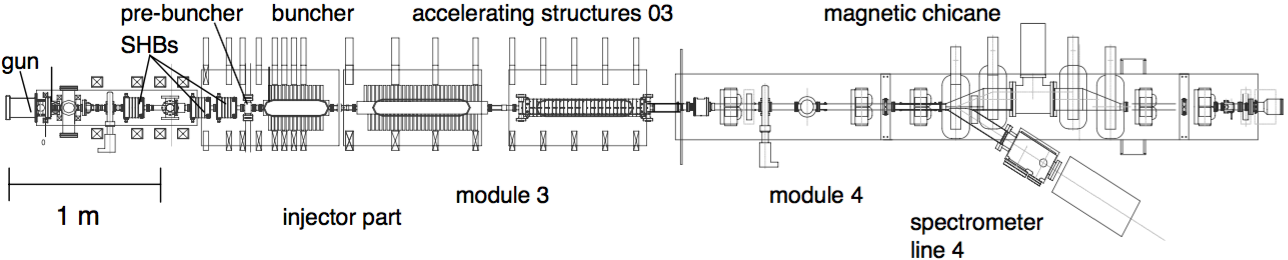 pre-buncher
buncher
accelerating structures 03
magnetic chicane
SHBs
gun
1 m
injector part
module 3
module 4
spectrometer
line 4